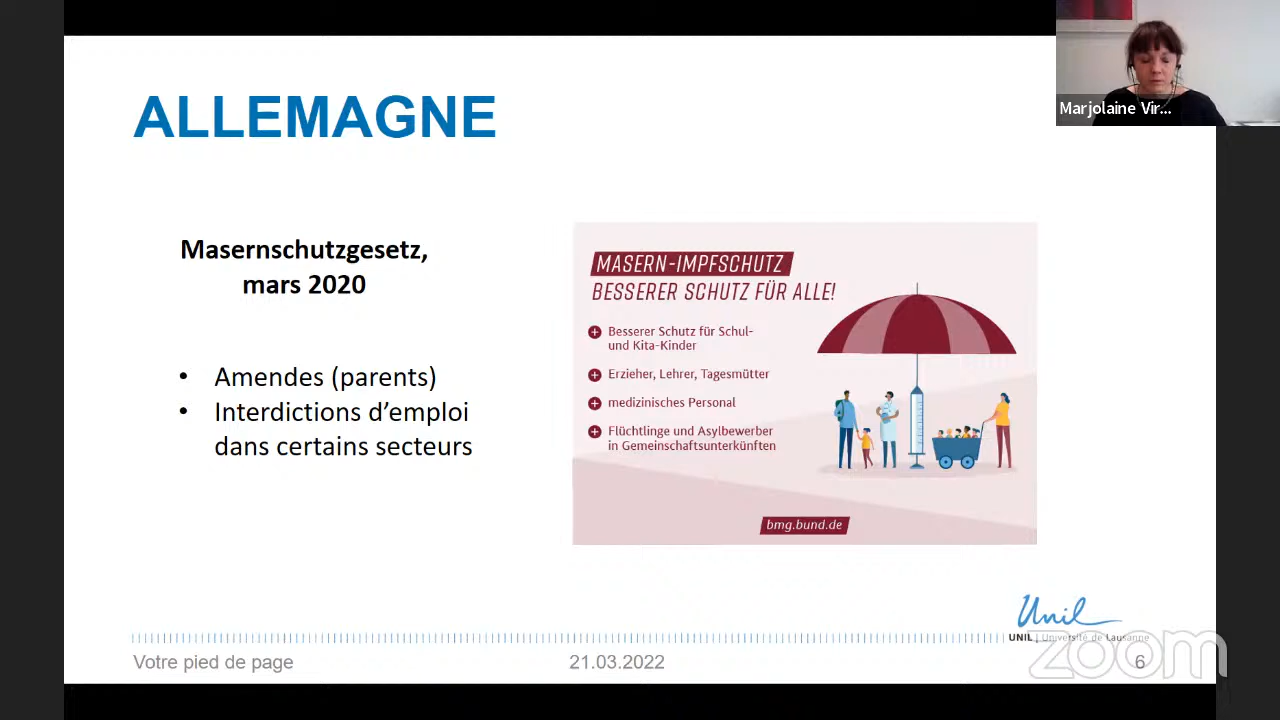 ALLEMAGNE
Marjolaine Vir...
Masernschutzgesetz,
mars 2020
• Amendes (parents)
• Interdictions d’emploi
dans certains secteurs
MASERN-IMPFSCHUTZ
BESSERER SCHUTZ FÜR ALLE!
Besserer Schutz für Schul-
und Kita-Kinder
Erzieher, Lehrer, Tagesmütter
medizinisches Personal
Flüchtlinge und Asylbewerber
in Gemeinschaftsunterkünften
bmg.bund.de
Unil
UNIL | Université de Lausanne
Votre pied de page
21.03.2022
6
zoom